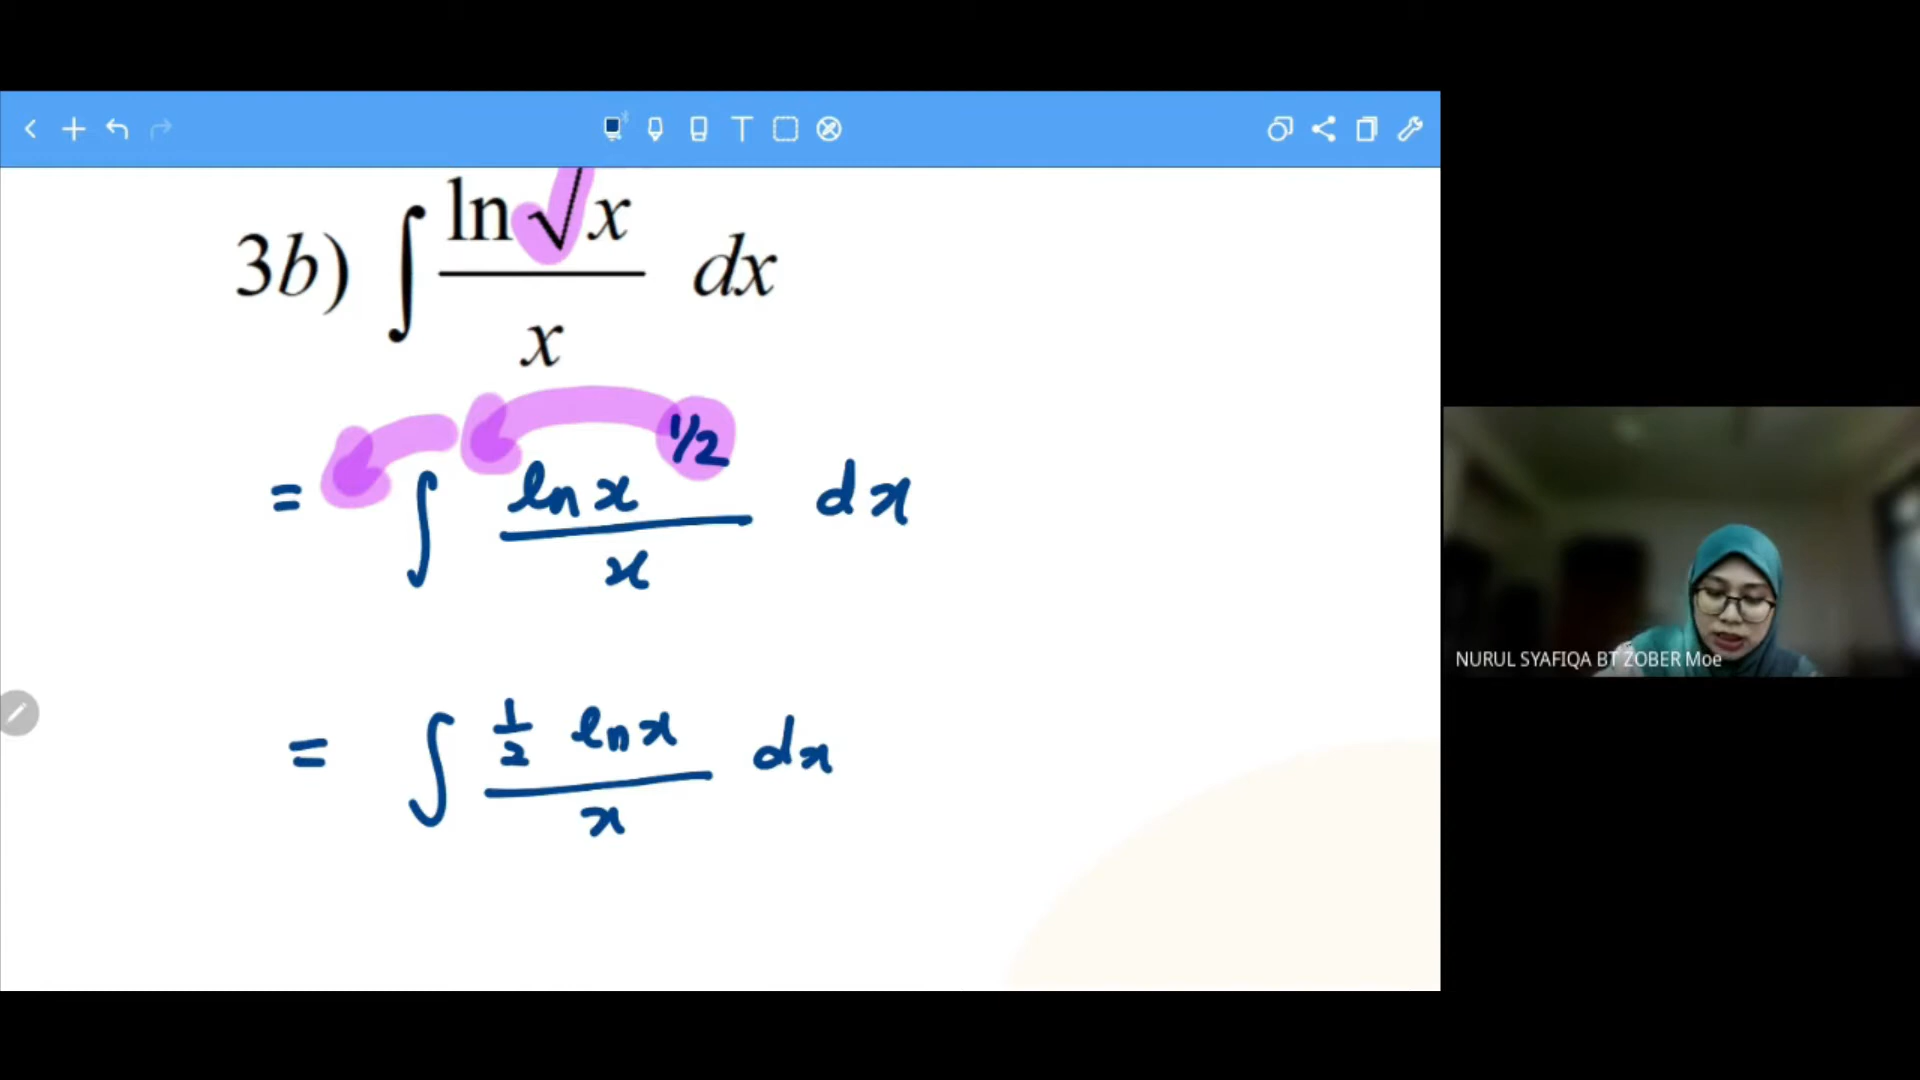 3b) ∫ ln √x / x dx
= ∫ ln x^1/2 / x dx
= ∫ 1/2 ln x / x dx
NURUL SYAFIQA BT ZOBER Moe